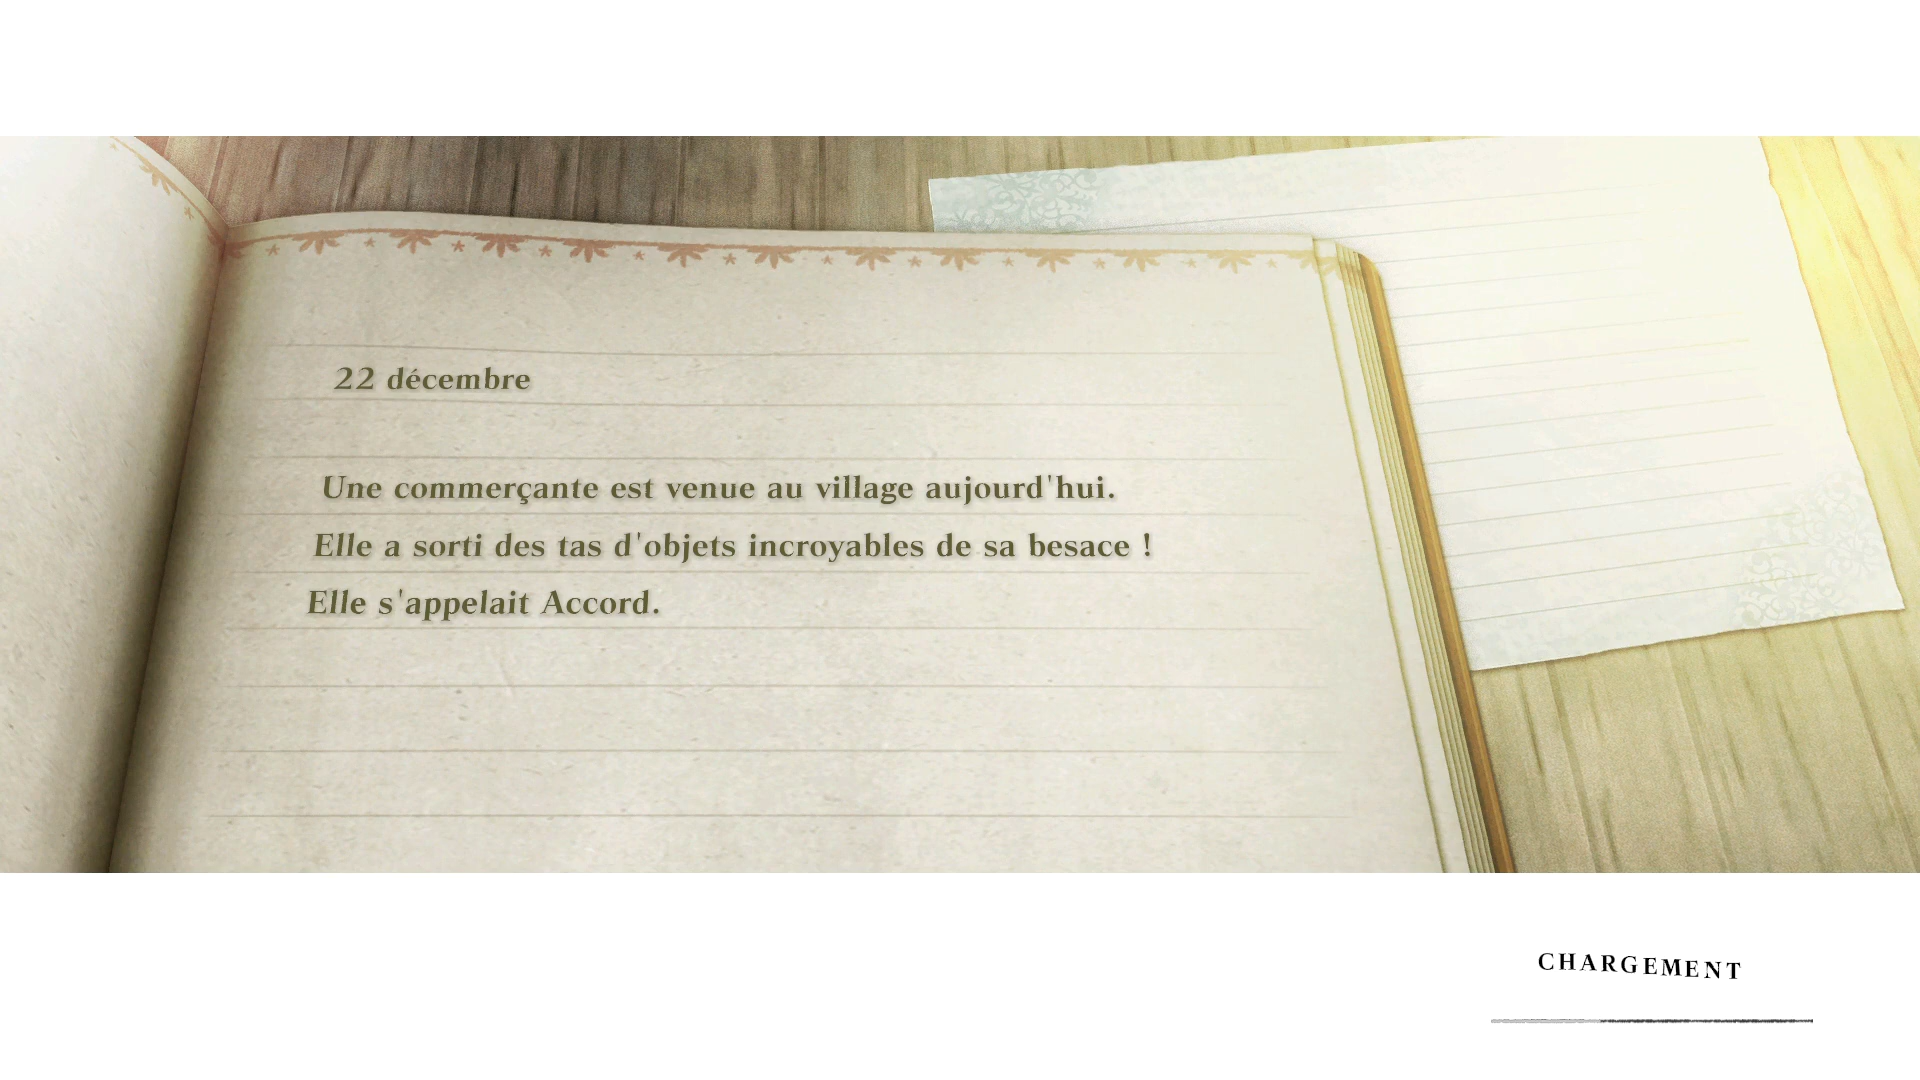 22 décembre
Une commerçante est venue au village aujourd'hui.
Elle a sorti des tas d'objets incroyables de sa besace !
Elle s'appelait Accord.
CHARGEMENT